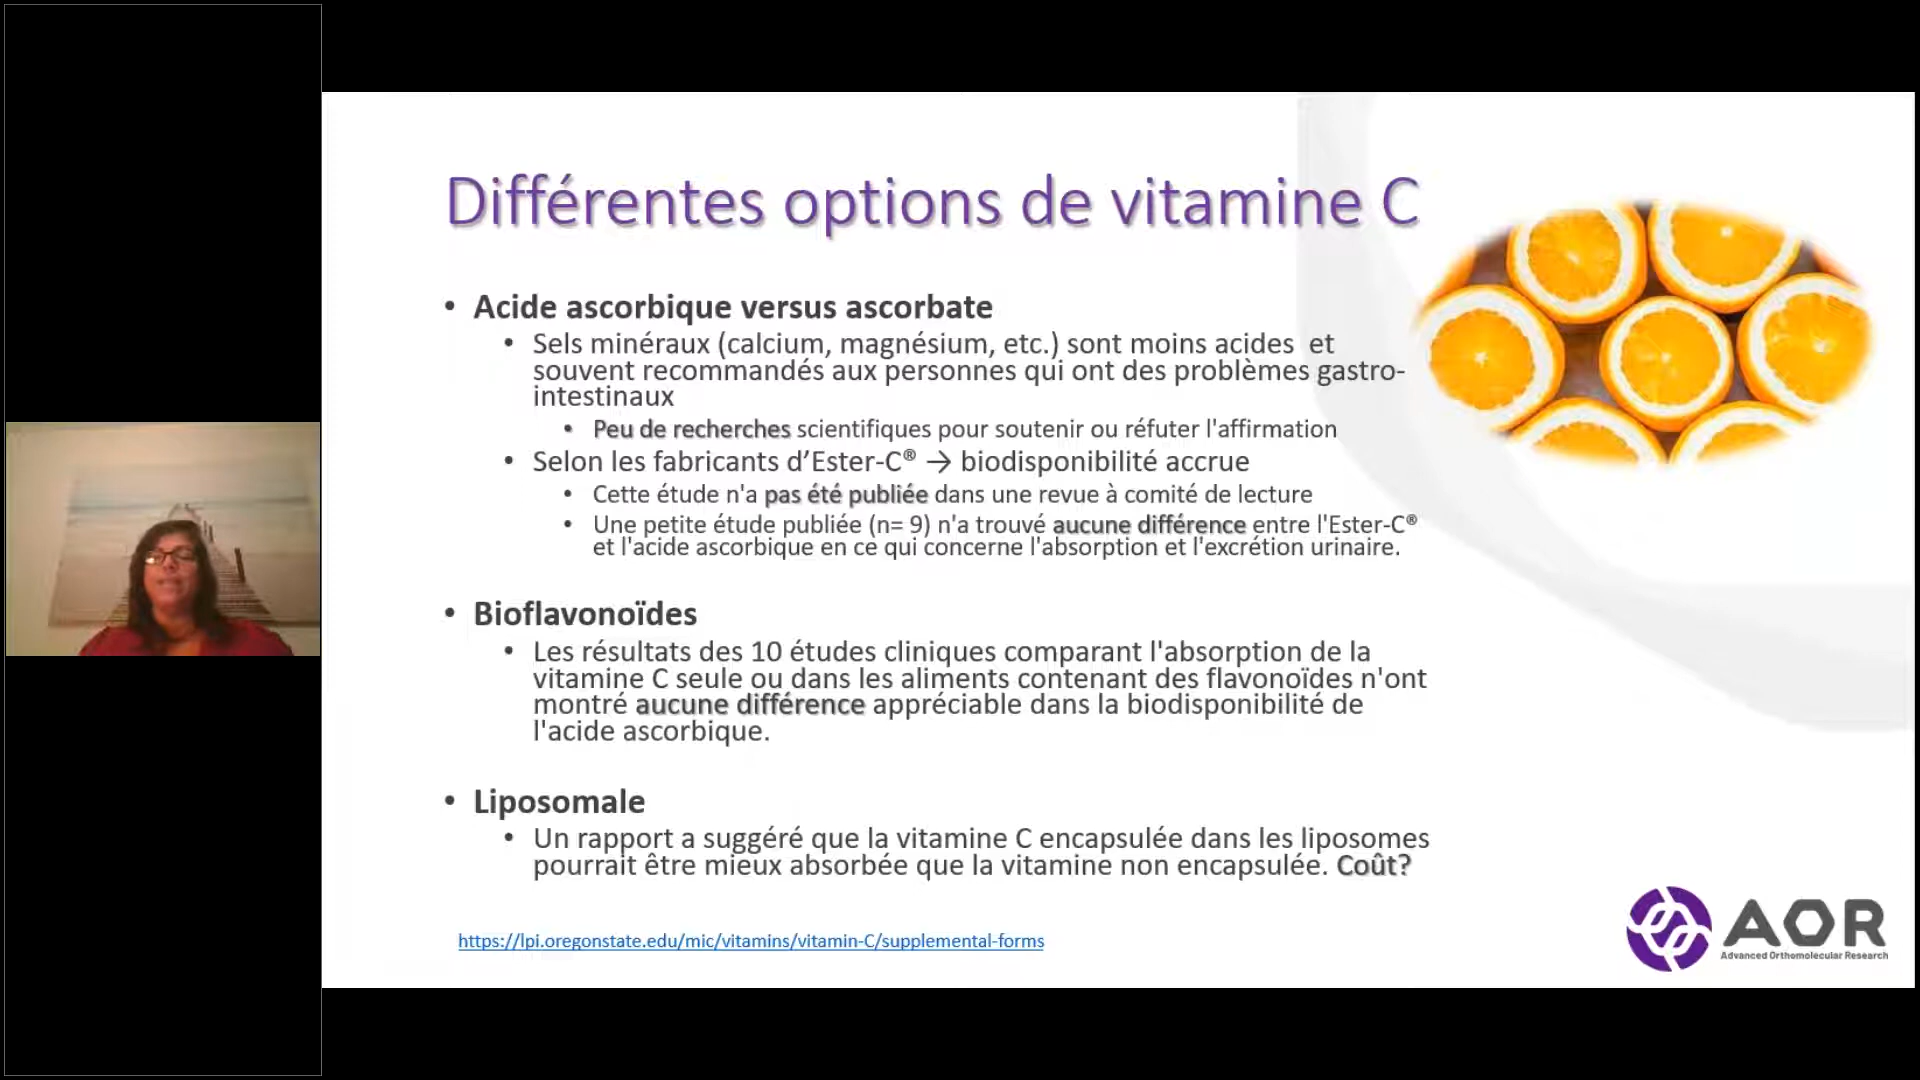 Différentes options de vitamine C
• Acide ascorbique versus ascorbate
• Sels minéraux (calcium, magnésium, etc.) sont moins acides et
souvent recommandés aux personnes qui ont des problèmes gastro-
intestinaux
• Peu de recherches scientifiques pour soutenir ou réfuter l'affirmation
• Selon les fabricants d’Ester-C® → biodisponibilité accrue
• Cette étude n'a pas été publiée dans une revue à comité de lecture
• Une petite étude publiée (n= 9) n'a trouvé aucune différence entre l'Ester-C®
et l'acide ascorbique en ce qui concerne l'absorption et l'excrétion urinaire.
• Bioflavonoïdes
• Les résultats des 10 études cliniques comparant l'absorption de la
vitamine C seule ou dans les aliments contenant des flavonoïdes n'ont
montré aucune différence appréciable dans la biodisponibilité de
l'acide ascorbique.
• Liposomale
• Un rapport a suggéré que la vitamine C encapsulée dans les liposomes
pourrait être mieux absorbée que la vitamine non encapsulée. Coût?
https://lpi.oregonstate.edu/mic/vitamins/vitamin-C/supplemental-forms
AOR
Advanced Orthomolecular Research